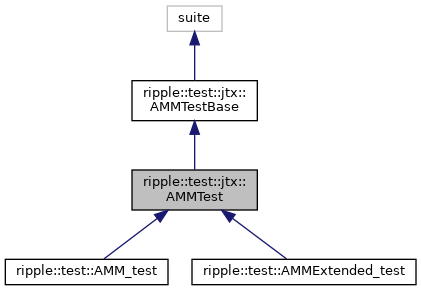 suite
ripple::test::jtx::
AMMTestBase
ripple::test::jtx::
AMMTest
ripple::test::AMM_test
ripple::test::AMMExtended_test